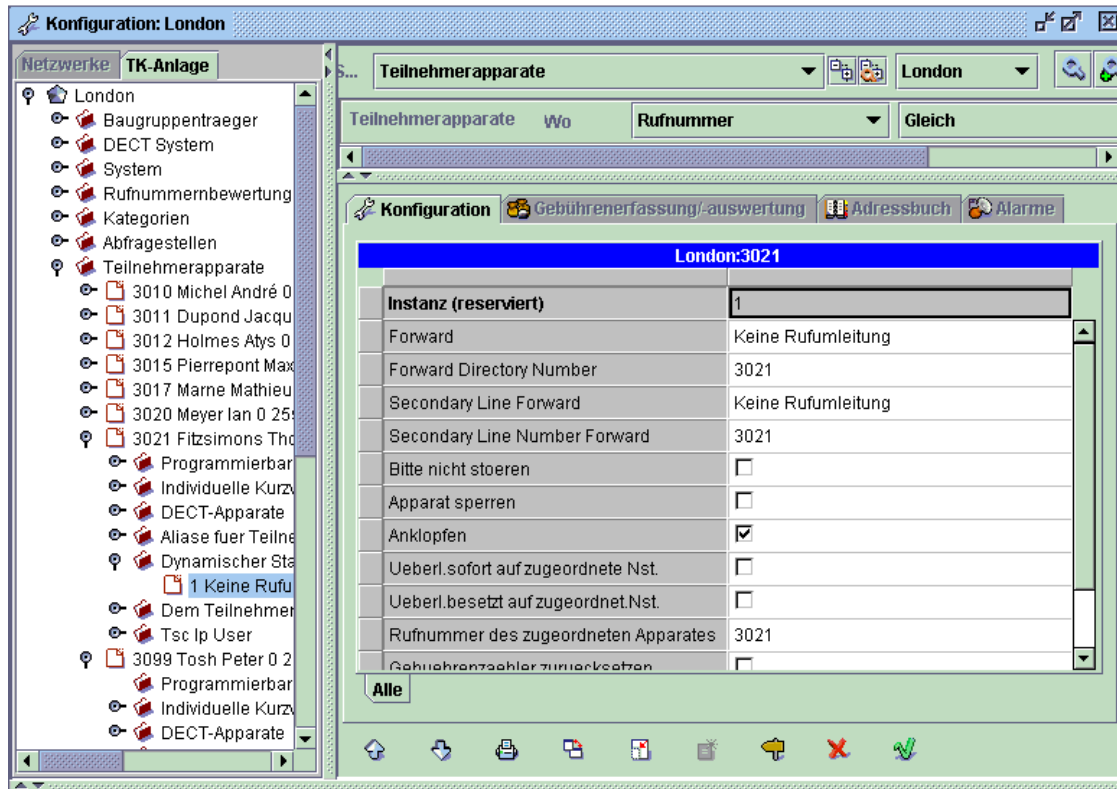 Konfiguration: London
Netzwerke TK-Anlage
London
Baugruppentraeger
DECT System
System
Rufnummernbewertung
Kategorien
Abfragestellen
Teilnehmerapparate
3010 Michel André 0
3011 Dupond Jacqu
3012 Holmes Atys 0
3015 Pierrepont Max
3017 Marne Mathieu
3020 Meyer Ian 0 25
3021 Fitzsimons Tho
Programmierbar
Individuelle Kurzv
DECT-Apparate
Aliase fuer Teilne
Dynamischer Sta
1 Keine Rufu
Dem Teilnehmer
Tsc Ip User
3099 Tosh Peter 0 2
Programmierbar
Individuelle Kurzv
DECT-Apparate
S... Teilnehmerapparate London
Teilnehmerapparate Wo Rufnummer Gleich
Konfiguration Gebührenerfassung/-auswertung Adressbuch Alarme
London:3021
Instanz (reserviert) 1
Forward Keine Rufumleitung
Forward Directory Number 3021
Secondary Line Forward Keine Rufumleitung
Secondary Line Number Forward 3021
Bitte nicht stoeren
Apparat sperren
Anklopfen
Ueberl.sofort auf zugeordnete Nst.
Ueberl.besetzt auf zugeordnet.Nst.
Rufnummer des zugeordneten Apparates 3021
Gebuehrenzaehler zuruecksetzen
Alle